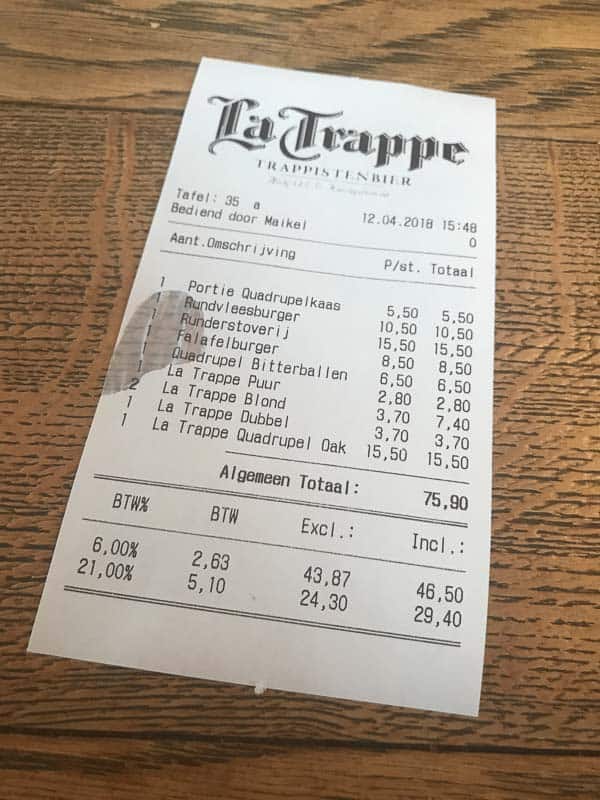 La Trappe
TRAPPISTENBIER
Tafel: 35 a 12.04.2018 15:48
Bediend door Maikel 0
Aant.Omschrijving P/st. Totaal
1 Portie Quadrupelkaas 5,50 5,50
1 Rundvleesburger 10,50 10,50
1 Runderstoverij 15,50 15,50
1 Falafelburger 8,50 8,50
1 Quadrupel Bitterballen 6,50 6,50
1 La Trappe Puur 2,80 2,80
2 La Trappe Blond 3,70 7,40
1 La Trappe Dubbel 3,70 3,70
1 La Trappe Quadrupel Oak 15,50 15,50
Algemeen Totaal: 75,90
BTW% BTW Excl.: Incl.:
6,00% 2,63 43,87 46,50
21,00% 5,10 24,30 29,40